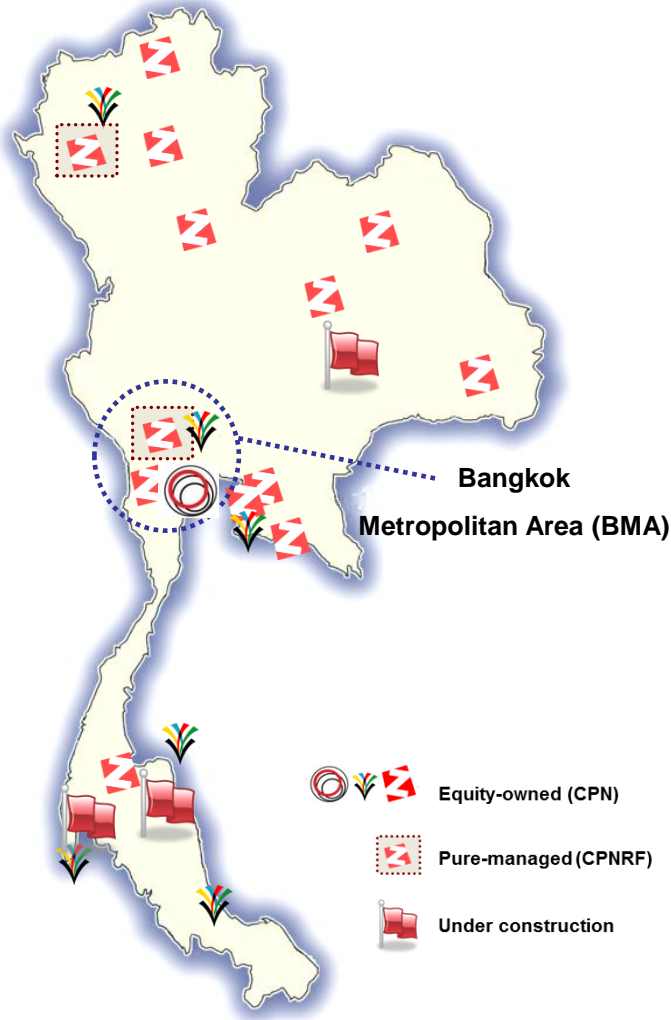 Bangkok
Metropolitan Area (BMA)
Equity-owned (CPN)
Pure-managed (CPNRF)
Under construction